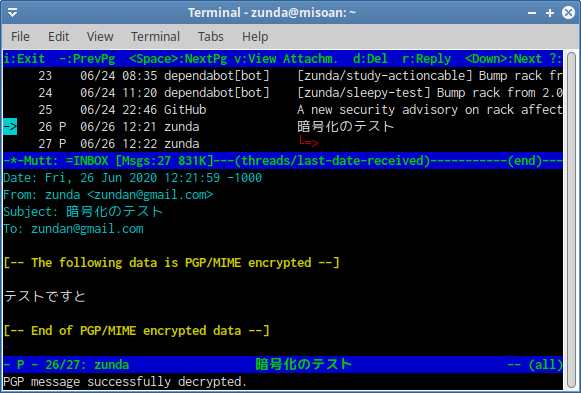 Terminal - zunda@misoan: ~
File Edit View Terminal Tabs Help
i:Exit -:PrevPg <Space>:NextPg v:View Attachm. d:Del r:Reply <Down>:Next ?:
23 06/24 08:35 dependabot[bot] [zunda/study-actioncable] Bump rack fr
24 06/24 11:20 dependabot[bot] [zunda/sleepy-test] Bump rack from 2.0
25 06/24 22:46 GitHub A new security advisory on rack affect
-> 26 P 06/26 12:21 zunda 暗号化のテスト
27 P 06/26 12:22 zunda └=>
-*-Mutt: =INBOX [Msgs:27 831K]---(threads/last-date-received)-----------(end)---
Date: Fri, 26 Jun 2020 12:21:59 -1000
From: zunda <zundan@gmail.com>
Subject: 暗号化のテスト
To: zundan@gmail.com
[-- The following data is PGP/MIME encrypted --]
テストですと
[-- End of PGP/MIME encrypted data --]
- P - 26/27: zunda 暗号化のテスト -- (all)
PGP message successfully decrypted.